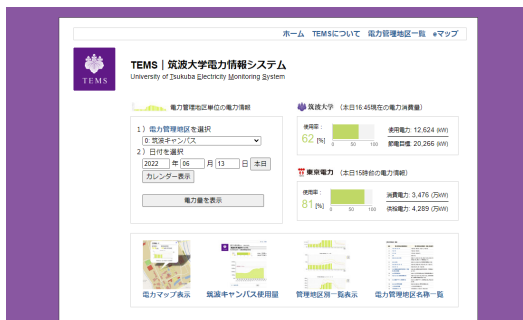 ホーム TEMSについて 電力管理地区一覧 eマップ
TEMS
TEMS | 筑波大学電力情報システム
University of Tsukuba Electricity Monitoring System
電力管理地区単位の電力情報
1) 電力管理地区を選択
0: 筑波キャンパス
2) 日付を選択
2022 年 06 月 13 日 本日
カレンダー表示
電力量を表示
筑波大学 (本日16:45現在の電力消費量)
使用率:
62 [%]
0 50 100
使用電力: 12,624 (kW)
節電目標: 20,266 (kW)
東京電力 (本日15時台の電力情報)
使用率:
81 [%]
0 50 100
消費電力: 3,476 (万kW)
供給電力: 4,289 (万kW)
電力マップ表示 筑波キャンパス使用量 管理地区別一覧表示 電力管理地区名称一覧